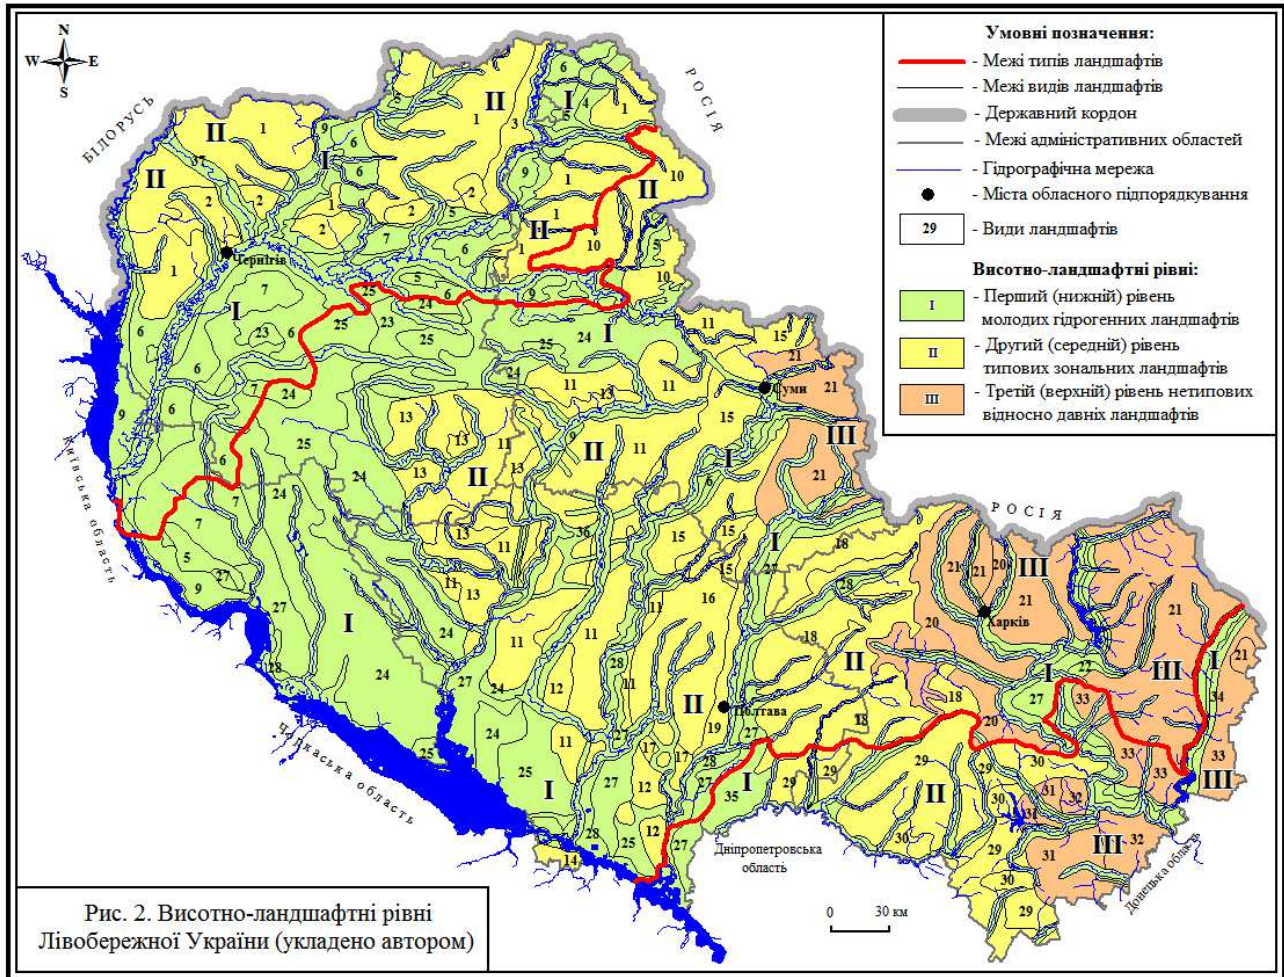 N
W E
S
БІЛОРУСЬ
РОСІЯ
Умовні позначення:
- Межі типів ландшафтів
- Межі видів ландшафтів
- Державний кордон
- Межі адміністративних областей
- Гідрографічна мережа
- Міста обласного підпорядкування
29 - Види ландшафтів
Висотно-ландшафтні рівні:
I - Перший (нижній) рівень
молодих гідрогенних ландшафтів
II - Другий (середній) рівень
типових зональних ландшафтів
III - Третій (верхній) рівень нетипових
відносно давніх ландшафтів
Чернігів
Суми
Київська область
РОСІЯ
Харків
Полтава
Черкаська область
Дніпропетровська
область
Донецька область
0 30 км
Рис. 2. Висотно-ландшафтні рівні
Лівобережної України (укладено автором)